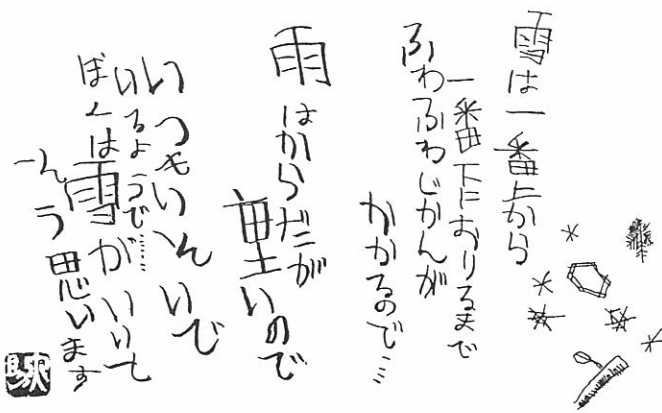 雪は一番上から
一番下におりるまで
ふわふわじかんが
かかるので…
雨はからだが
重いので
いつもいそいで
いるようで……
ぼくは雪がいいと
そう思います